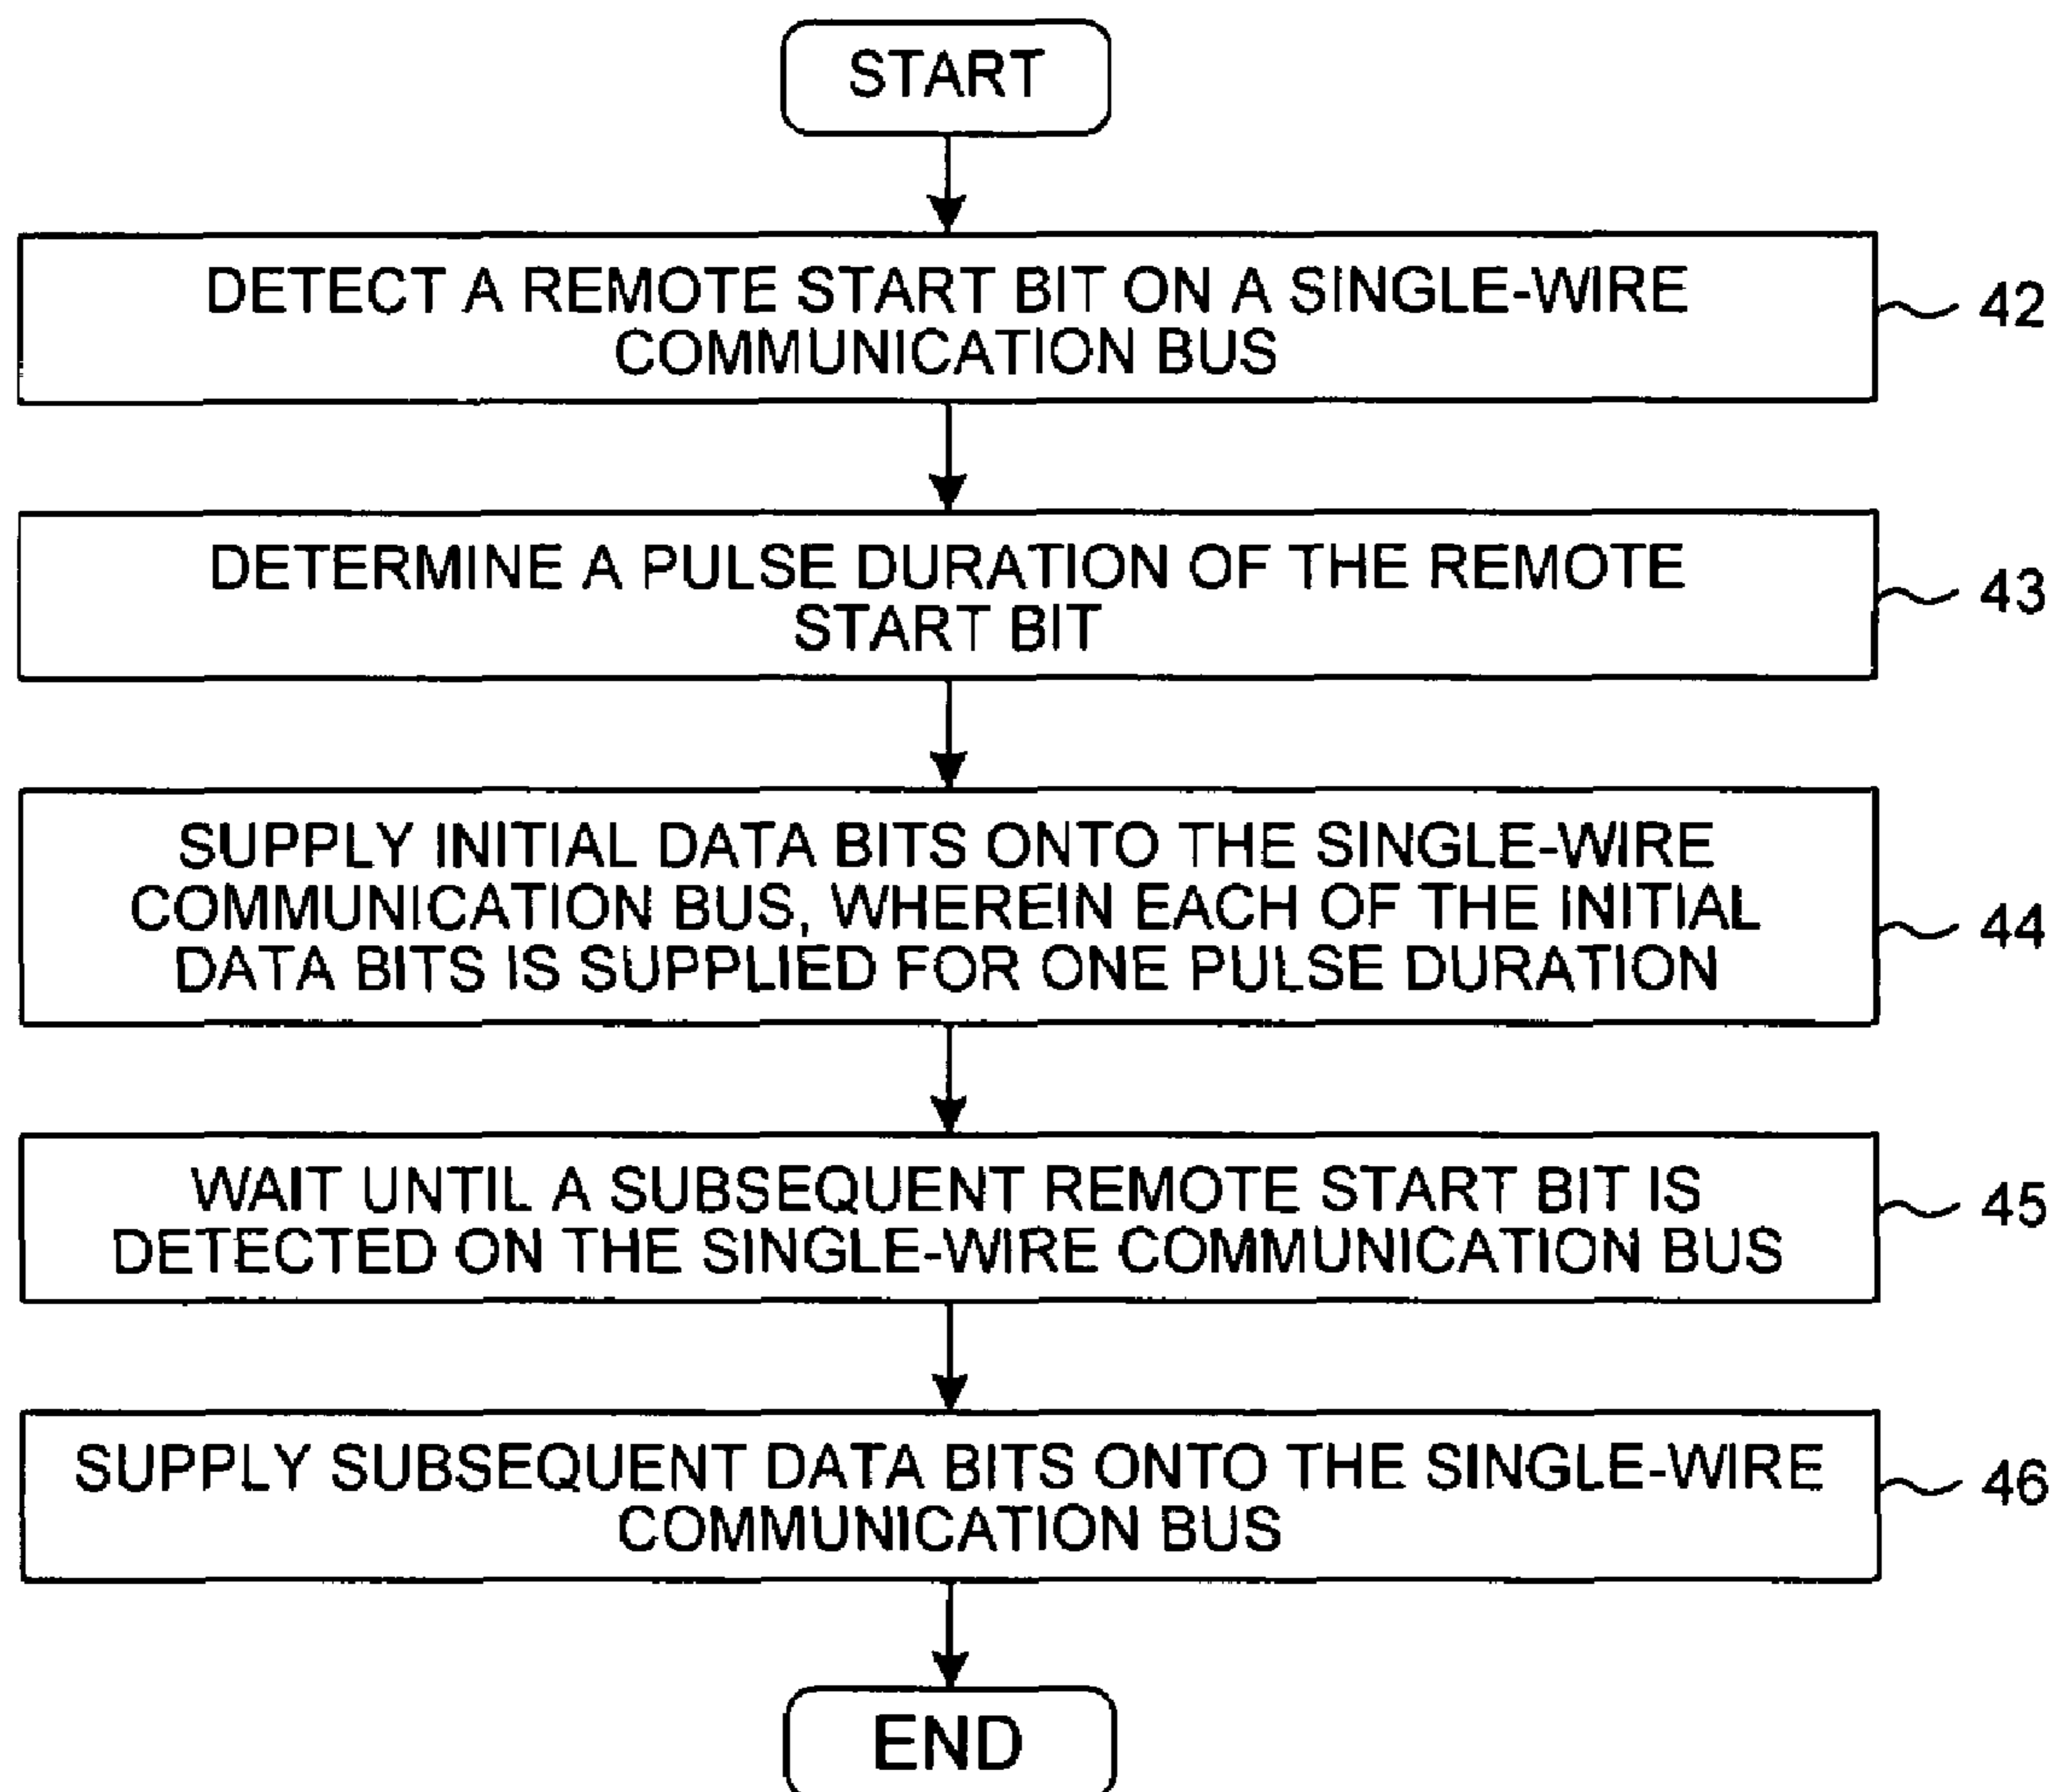 START
DETECT A REMOTE START BIT ON A SINGLE-WIRE
COMMUNICATION BUS
42
DETERMINE A PULSE DURATION OF THE REMOTE
START BIT
43
SUPPLY INITIAL DATA BITS ONTO THE SINGLE-WIRE
COMMUNICATION BUS, WHEREIN EACH OF THE INITIAL
DATA BITS IS SUPPLIED FOR ONE PULSE DURATION
44
WAIT UNTIL A SUBSEQUENT REMOTE START BIT IS
DETECTED ON THE SINGLE-WIRE COMMUNICATION BUS
45
SUPPLY SUBSEQUENT DATA BITS ONTO THE SINGLE-WIRE
COMMUNICATION BUS
46
END